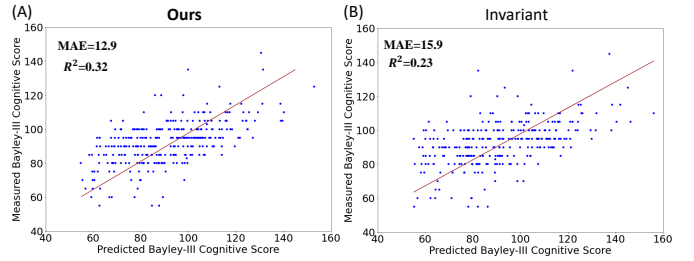 (A)
Ours
MAE=12.9
R²=0.32
Measured Bayley-III Cognitive Score
160
140
120
100
80
60
40
40 60 80 100 120 140 160
Predicted Bayley-III Cognitive Score
(B)
Invariant
MAE=15.9
R²=0.23
Measured Bayley-III Cognitive Score
160
140
120
100
80
60
40
40 60 80 100 120 140 160
Predicted Bayley-III Cognitive Score